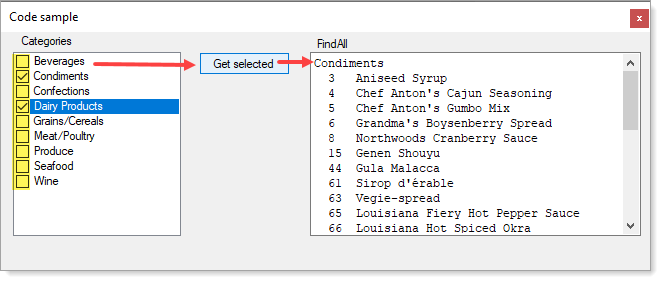 Code sample
x
Categories
Beverages
Condiments
Confections
Dairy Products
Grains/Cereals
Meat/Poultry
Produce
Seafood
Wine
Get selected
FindAll
Condiments
3 Aniseed Syrup
4 Chef Anton's Cajun Seasoning
5 Chef Anton's Gumbo Mix
6 Grandma's Boysenberry Spread
8 Northwoods Cranberry Sauce
15 Genen Shouyu
44 Gula Malacca
61 Sirop d'érable
63 Vegie-spread
65 Louisiana Fiery Hot Pepper Sauce
66 Louisiana Hot Spiced Okra